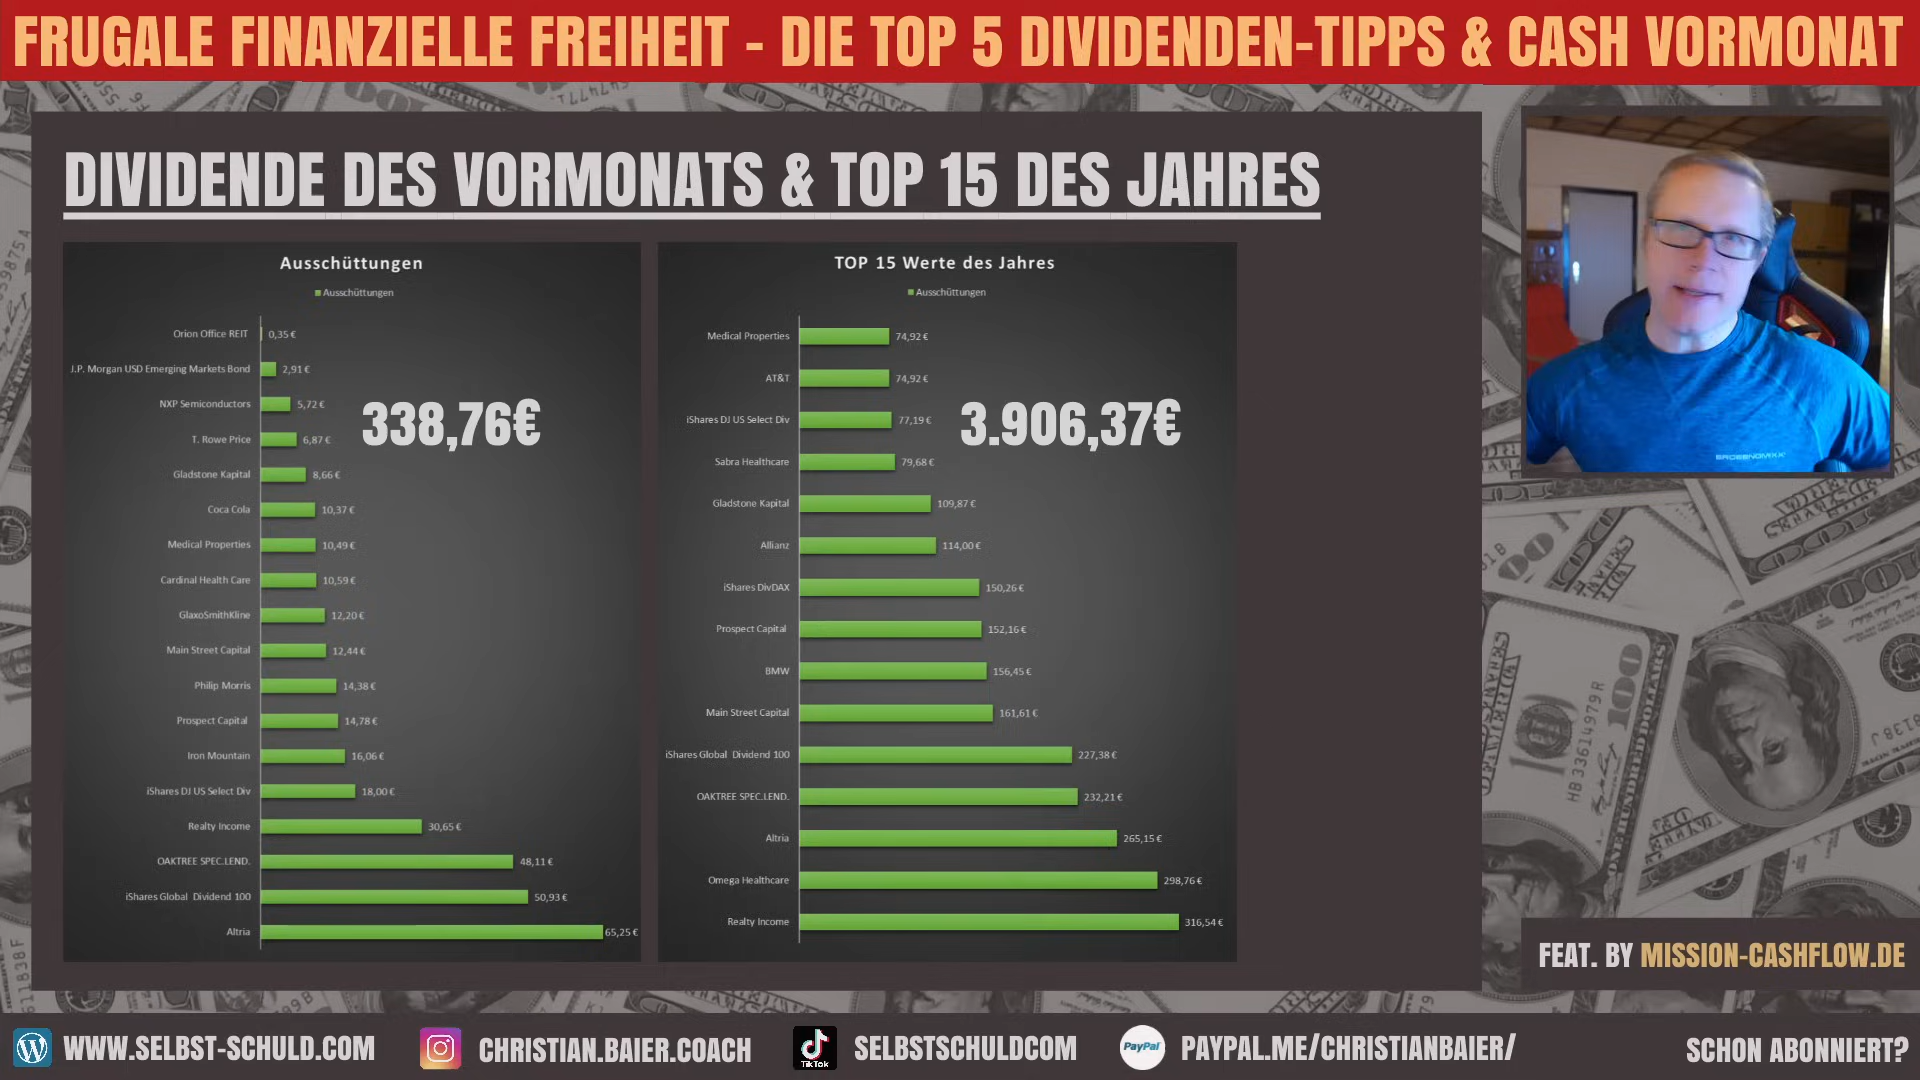 FRUGALE FINANZIELLE FREIHEIT - DIE TOP 5 DIVIDENDEN-TIPPS & CASH VORMONAT
DIVIDENDE DES VORMONATS & TOP 15 DES JAHRES
Ausschüttungen
Ausschüttungen
Orion Office REIT 0,35 €
J.P. Morgan USD Emerging Markets Bond 2,91 €
NXP Semiconductors 5,72 €
T. Rowe Price 6,87 €
338,76€
Gladstone Kapital 8,66 €
Coca Cola 10,37 €
Medical Properties 10,49 €
Cardinal Health Care 10,59 €
GlaxoSmithKline 12,20 €
Main Street Capital 12,44 €
Philip Morris 14,38 €
Prospect Capital 14,78 €
Iron Mountain 16,06 €
iShares DJ US Select Div 18,00 €
Realty Income 30,65 €
OAKTREE SPEC.LEND. 48,11 €
iShares Global Dividend 100 50,93 €
Altria 65,25 €
TOP 15 Werte des Jahres
Ausschüttungen
Medical Properties 74,92 €
AT&T 74,92 €
iShares DJ US Select Div 77,19 €
3.906,37€
Sabra Healthcare 79,68 €
Gladstone Kapital 109,87 €
Allianz 114,00 €
iShares DivDAX 150,26 €
Prospect Capital 152,16 €
BMW 156,45 €
Main Street Capital 161,61 €
iShares Global Dividend 100 227,38 €
OAKTREE SPEC.LEND. 232,21 €
Altria 265,15 €
Omega Healthcare 298,76 €
Realty Income 316,54 €
FEAT. BY MISSION-CASHFLOW.DE
WWW.SELBST-SCHULD.COM
CHRISTIAN.BAIER.COACH
TikTok
SELBSTSCHULDCOM
PayPal
PAYPAL.ME/CHRISTIANBAIER/
SCHON ABONNIERT?